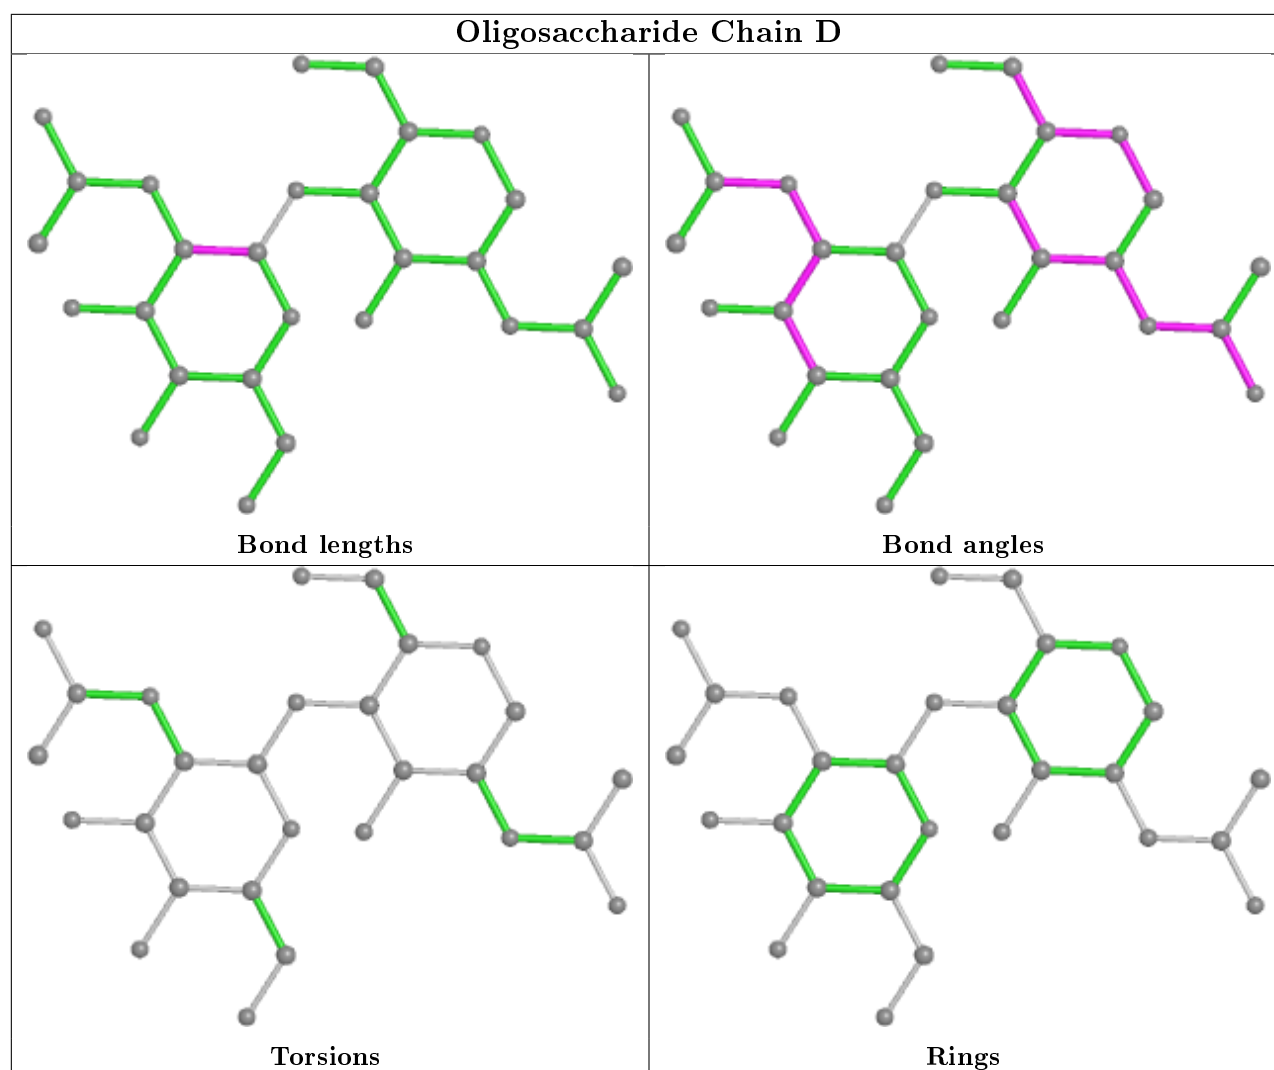 Oligosaccharide Chain D
Bond lengths
Bond angles
Torsions
Rings